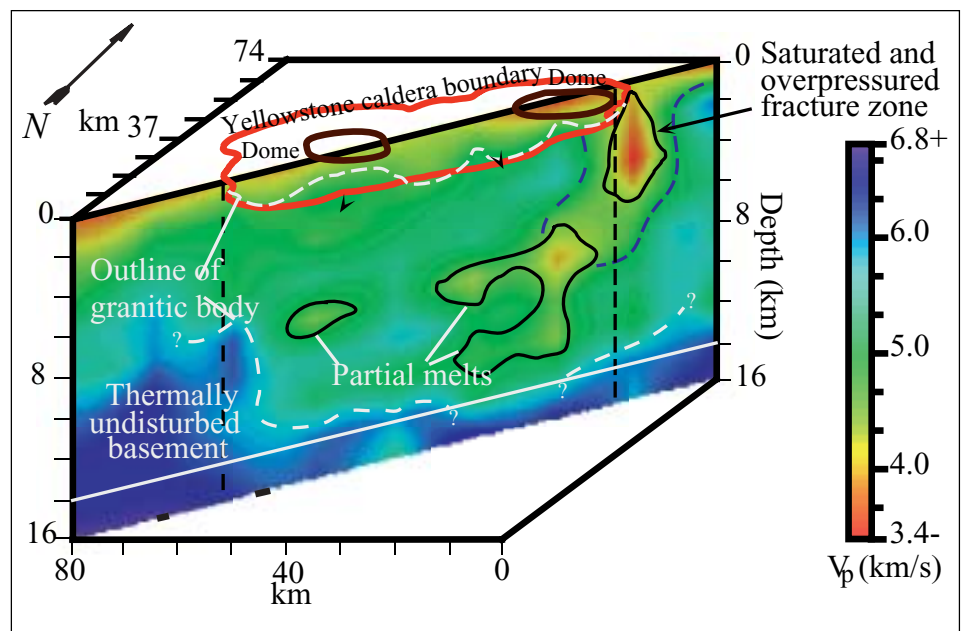 N
km
74
37
0
Yellowstone caldera boundary
Dome
Dome
0
Saturated and
overpressured
fracture zone
6.8+
6.0
5.0
4.0
3.4-
Vp (km/s)
8
Depth (km)
16
Outline of
granitic body
?
8
Thermally
undisturbed
basement
Partial melts
?
?
?
16
80
40
0
km